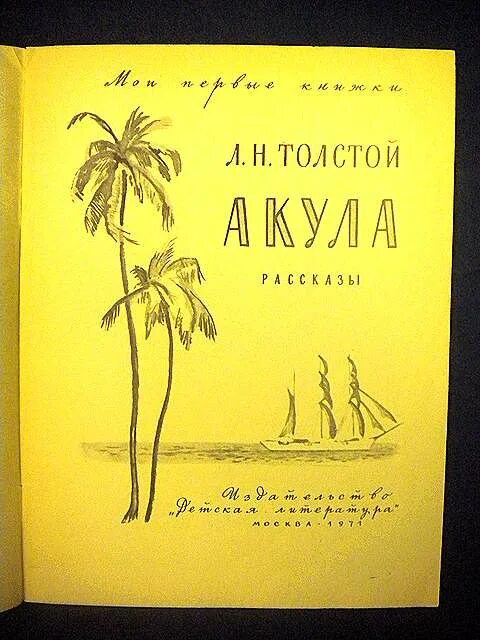 Мои первые книжки
Л.Н.ТОЛСТОЙ
АКУЛА
РАССКАЗЫ
Издательство
„Детская литература"
МОСКВА · 1971